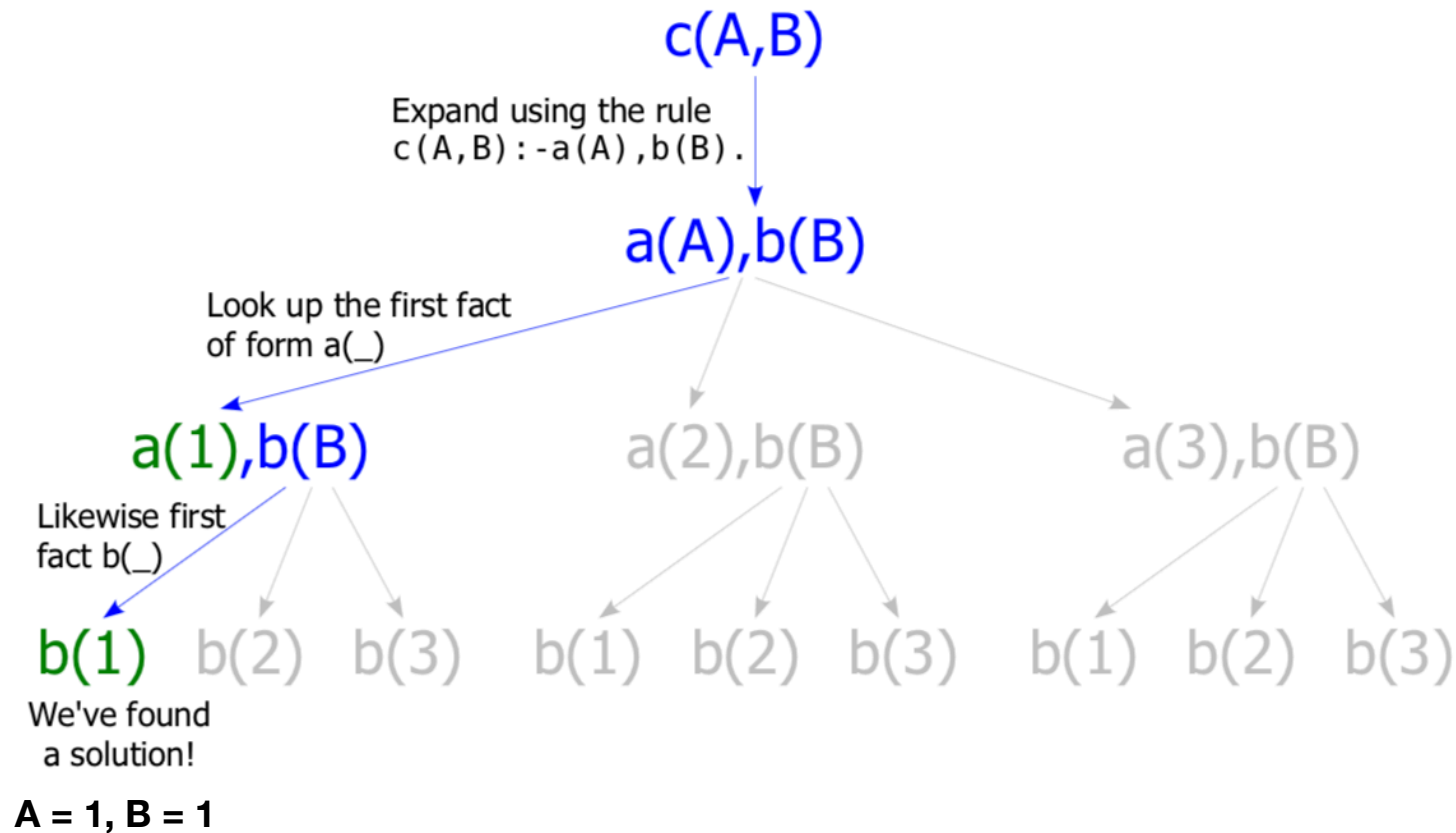 c(A,B)
Expand using the rule
c(A,B):-a(A),b(B).
a(A),b(B)
Look up the first fact
of form a(_)
a(1),b(B)
a(2),b(B)
a(3),b(B)
Likewise first
fact b(_)
b(1)
b(2)
b(3)
b(1)
b(2)
b(3)
b(1)
b(2)
b(3)
We've found
a solution!
A = 1, B = 1